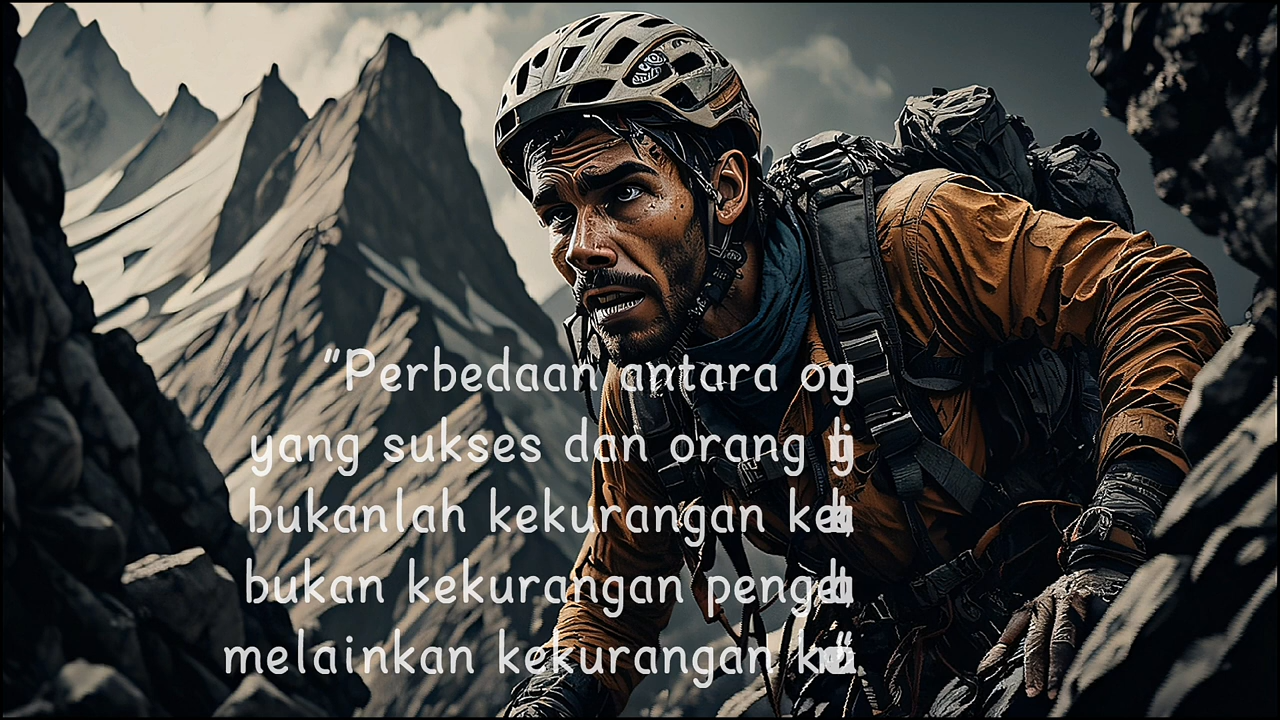 "Perbedaan antara
yang sukses dan orang
bukanlah kekurangan
bukan kekurangan
melainkan kekurangan